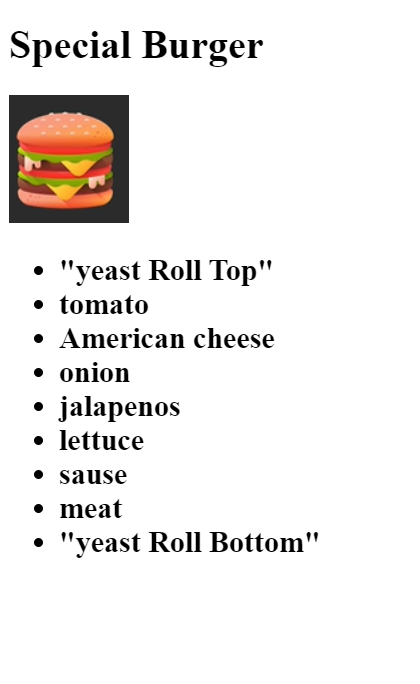 Special Burger
• "yeast Roll Top"
• tomato
• American cheese
• onion
• jalapenos
• lettuce
• sause
• meat
• "yeast Roll Bottom"